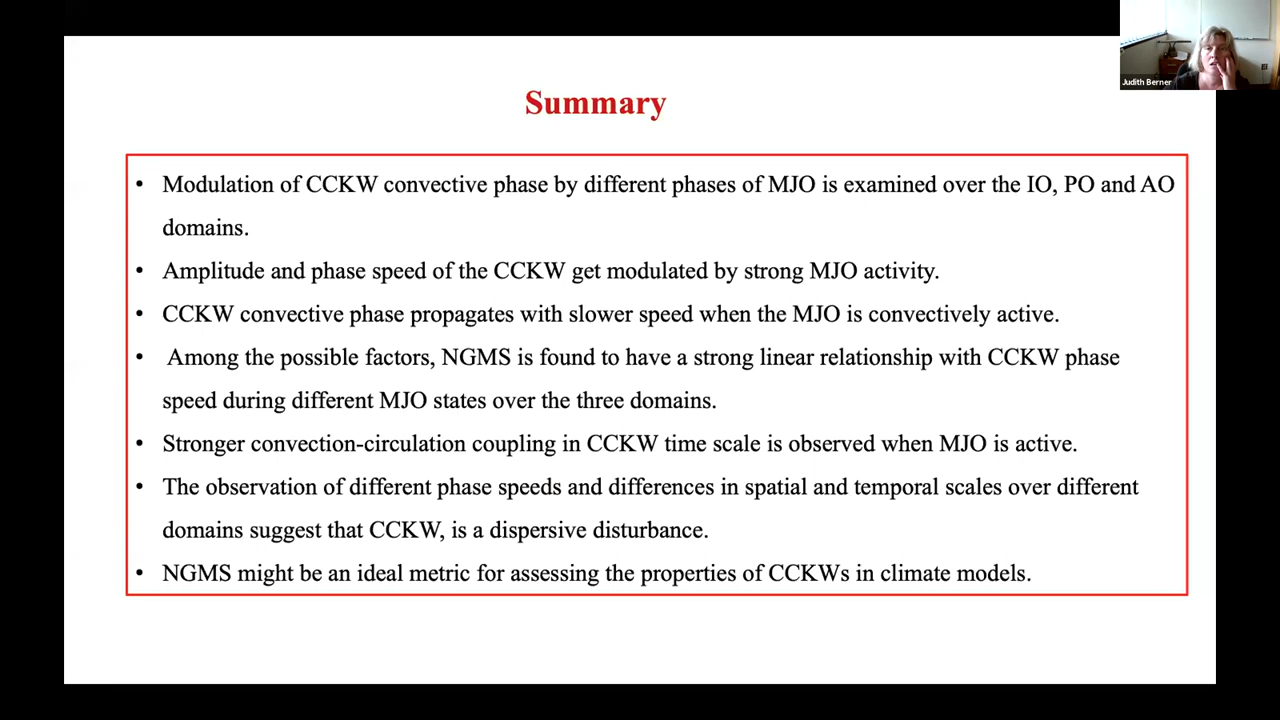 Judith Berner
Summary
• Modulation of CCKW convective phase by different phases of MJO is examined over the IO, PO and AO
domains.
• Amplitude and phase speed of the CCKW get modulated by strong MJO activity.
• CCKW convective phase propagates with slower speed when the MJO is convectively active.
• Among the possible factors, NGMS is found to have a strong linear relationship with CCKW phase
speed during different MJO states over the three domains.
• Stronger convection-circulation coupling in CCKW time scale is observed when MJO is active.
• The observation of different phase speeds and differences in spatial and temporal scales over different
domains suggest that CCKW, is a dispersive disturbance.
• NGMS might be an ideal metric for assessing the properties of CCKWs in climate models.